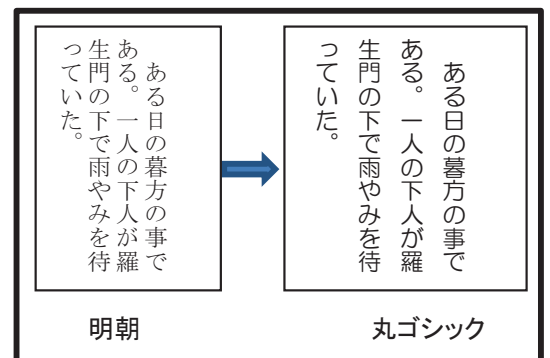 ある日の暮方の事で
ある。一人の下人が羅
生門の下で雨やみを待
っていた。
ある日の暮方の事で
ある。一人の下人が羅
生門の下で雨やみを待
っていた。
明朝
丸ゴシック